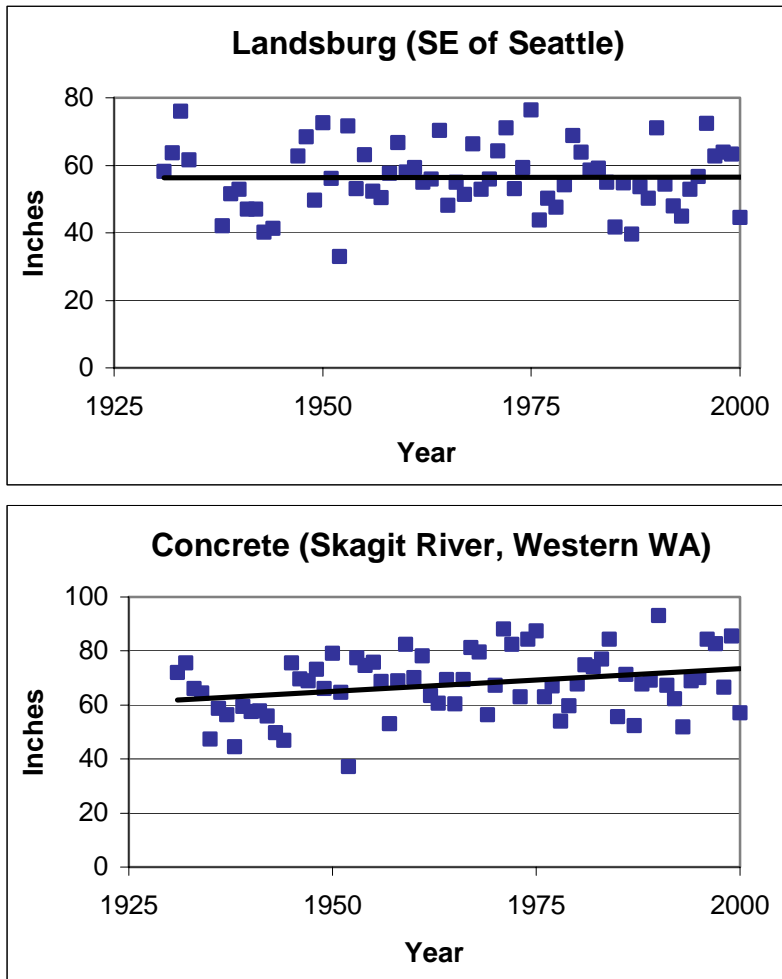 Landsburg (SE of Seattle)
80
60
40
20
0
Inches
1925 1950 1975 2000
Year
Concrete (Skagit River, Western WA)
100
80
60
40
20
0
Inches
1925 1950 1975 2000
Year